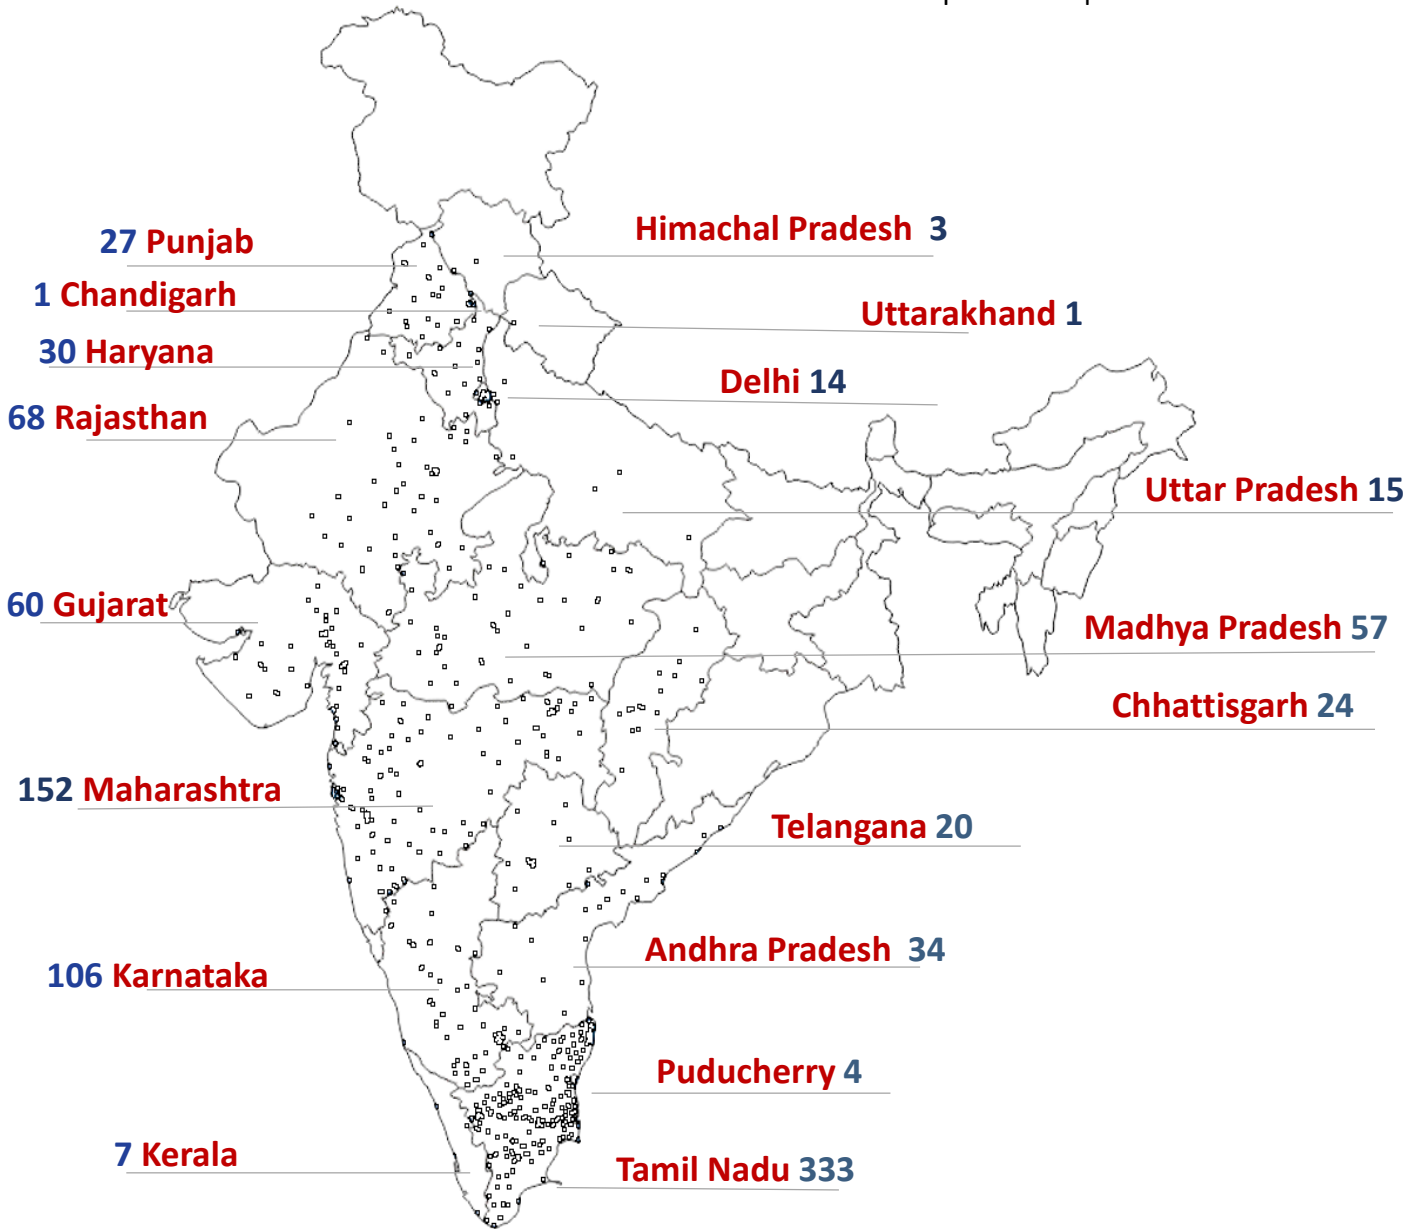 27 Punjab
Himachal Pradesh 3
1 Chandigarh
Uttarakhand 1
30 Haryana
Delhi 14
68 Rajasthan
Uttar Pradesh 15
60 Gujarat
Madhya Pradesh 57
Chhattisgarh 24
152 Maharashtra
Telangana 20
Andhra Pradesh 34
106 Karnataka
Puducherry 4
7 Kerala
Tamil Nadu 333